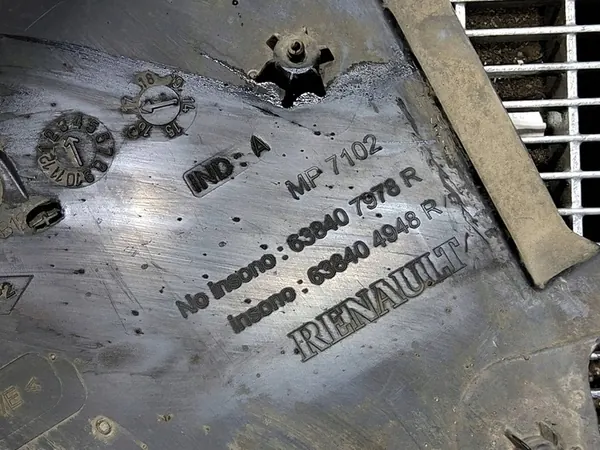 IND : A
MP 7102
No insono : 63840 7978 R
Insono : 63840 4948 R
RENAULT